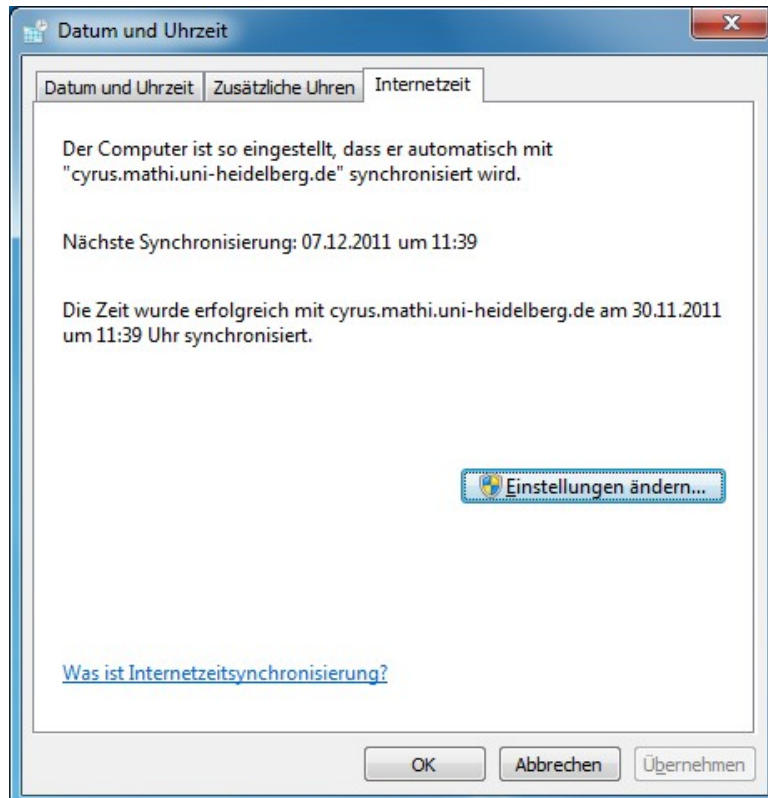 Datum und Uhrzeit
Datum und Uhrzeit Zusätzliche Uhren Internetzeit
Der Computer ist so eingestellt, dass er automatisch mit
"cyrus.mathi.uni-heidelberg.de" synchronisiert wird.
Nächste Synchronisierung: 07.12.2011 um 11:39
Die Zeit wurde erfolgreich mit cyrus.mathi.uni-heidelberg.de am 30.11.2011
um 11:39 Uhr synchronisiert.
Einstellungen ändern...
Was ist Internetzeitsynchronisierung?
OK Abbrechen Übernehmen